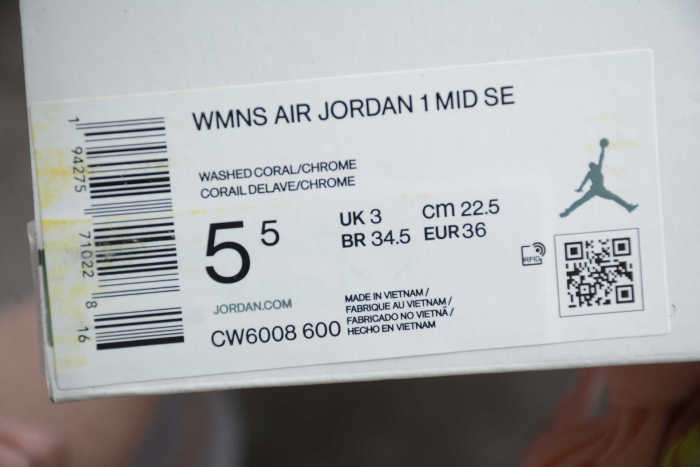 WMNS AIR JORDAN 1 MID SE
WASHED CORAL/CHROME
CORAIL DELAVE/CHROME
5 5
UK 3 cm 22.5
BR 34.5 EUR 36
JORDAN.COM
CW6008 600
MADE IN VIETNAM /
FABRIQUE AU VIETNAM /
FABRICADO NO VIETNÃ /
HECHO EN VIETNAM
RFID
1 94275 71022 8 16